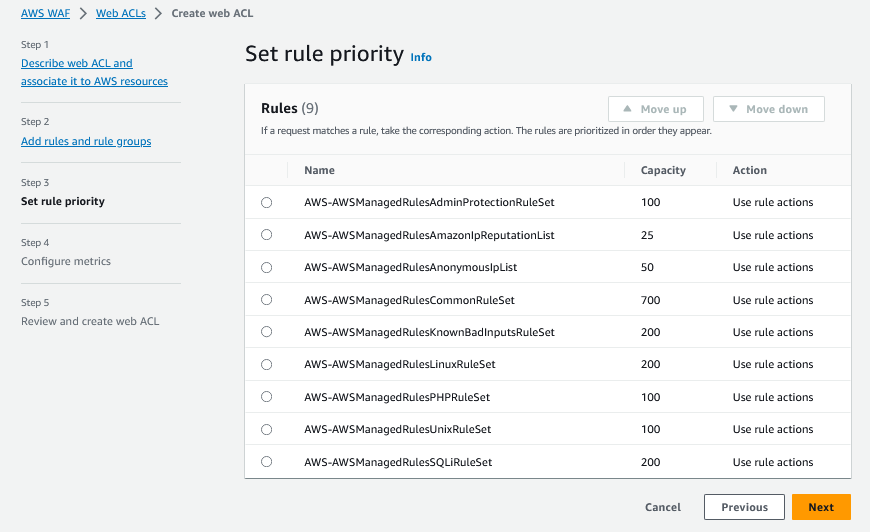 AWS WAF > Web ACLs > Create web ACL
Step 1
Describe web ACL and
associate it to AWS resources
Step 2
Add rules and rule groups
Step 3
Set rule priority
Step 4
Configure metrics
Step 5
Review and create web ACL
Set rule priority Info
Rules (9)
▲ Move up ▼ Move down
If a request matches a rule, take the corresponding action. The rules are prioritized in order they appear.
Name Capacity Action
AWS-AWSManagedRulesAdminProtectionRuleSet 100 Use rule actions
AWS-AWSManagedRulesAmazonIpReputationList 25 Use rule actions
AWS-AWSManagedRulesAnonymousIpList 50 Use rule actions
AWS-AWSManagedRulesCommonRuleSet 700 Use rule actions
AWS-AWSManagedRulesKnownBadInputsRuleSet 200 Use rule actions
AWS-AWSManagedRulesLinuxRuleSet 200 Use rule actions
AWS-AWSManagedRulesPHPRuleSet 100 Use rule actions
AWS-AWSManagedRulesUnixRuleSet 100 Use rule actions
AWS-AWSManagedRulesSQLiRuleSet 200 Use rule actions
Cancel Previous Next